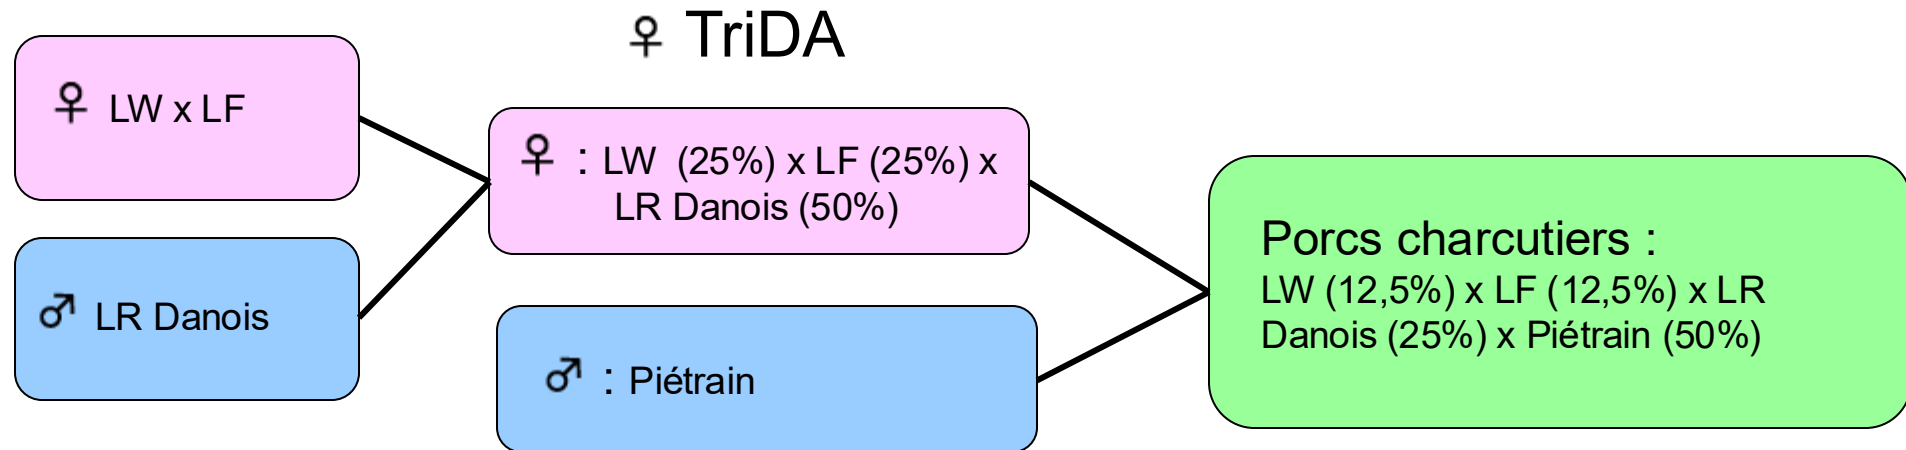 ♀ TriDA
♀ LW x LF
♂ LR Danois
♀ : LW (25%) x LF (25%) x
LR Danois (50%)
♂ : Piétrain
Porcs charcutiers :
LW (12,5%) x LF (12,5%) x LR
Danois (25%) x Piétrain (50%)